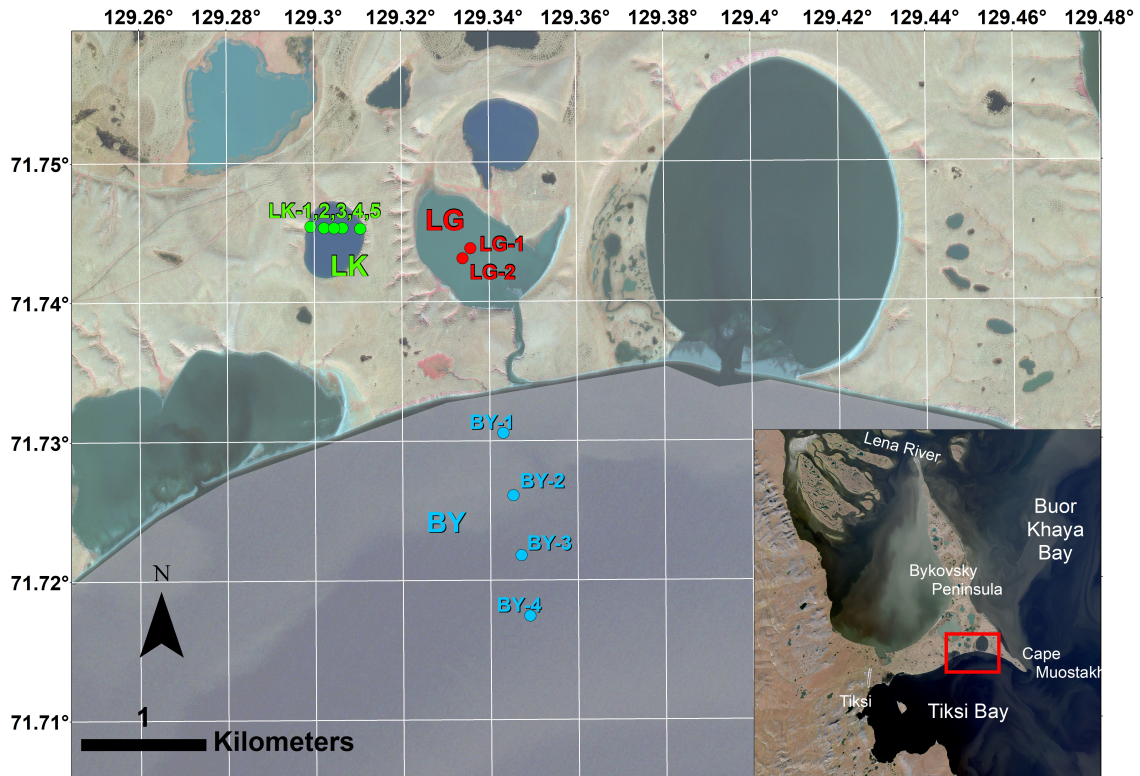 129.26° 129.28° 129.3° 129.32° 129.34° 129.36° 129.38° 129.4° 129.42° 129.44° 129.46° 129.48°
71.75°
LK-1,2,3,4,5
LG
LG-1
LK
LG-2
71.74°
BY-1
71.73°
Lena River
BY-2
BY
Buor
Khaya
Bay
BY-3
Bykovsky
Peninsula
71.72°
N
BY-4
Cape
Muostakh
Tiksi
Tiksi Bay
71.71°
1
Kilometers